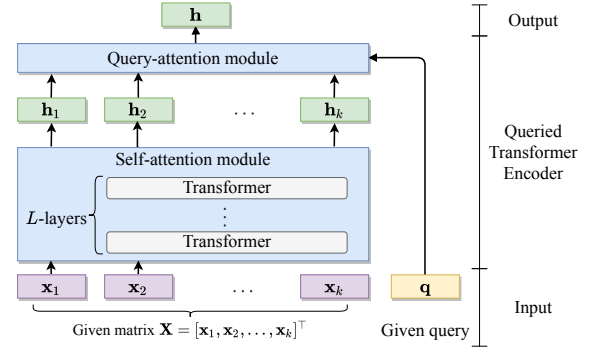 h
Output
Query-attention module
h₁ h₂ ... hₖ
Queried
Transformer
Encoder
Self-attention module
Transformer
L-layers
⋮
Transformer
x₁ x₂ ... xₖ q
Input
Given matrix X = [x₁, x₂, ..., xₖ]ᵀ Given query